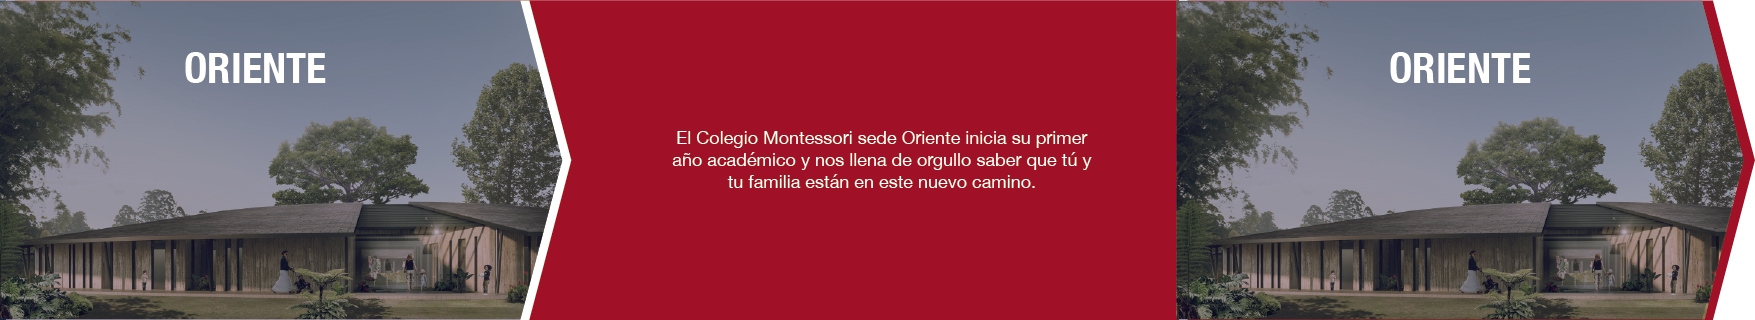 ORIENTE
El Colegio Montessori sede Oriente inicia su primer
año académico y nos llena de orgullo saber que tú y
tu familia están en este nuevo camino.
ORIENTE